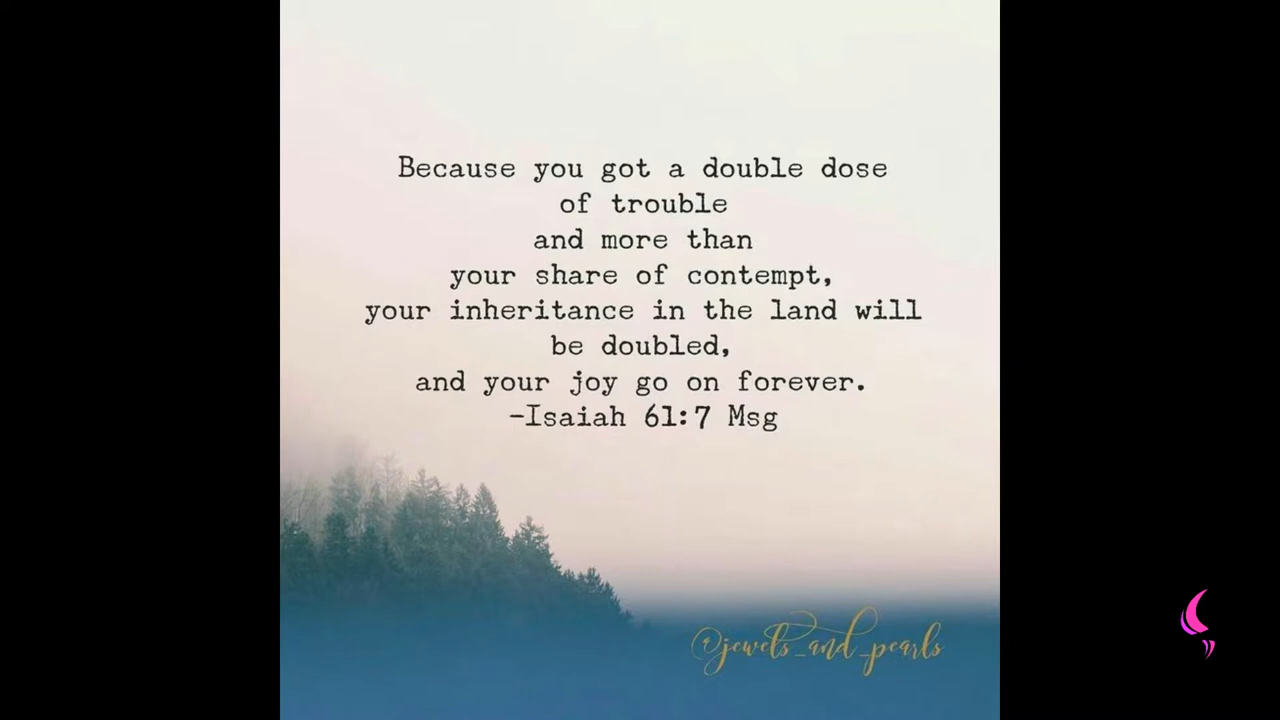 Because you got a double dose
of trouble
and more than
your share of contempt,
your inheritance in the land will
be doubled,
and your joy go on forever.
-Isaiah 61:7 Msg
@jewels_and_pearls